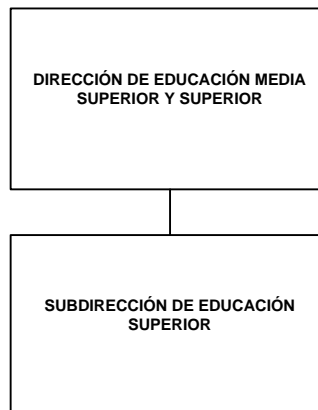 DIRECCIÓN DE EDUCACIÓN MEDIA
SUPERIOR Y SUPERIOR
SUBDIRECCIÓN DE EDUCACIÓN
SUPERIOR